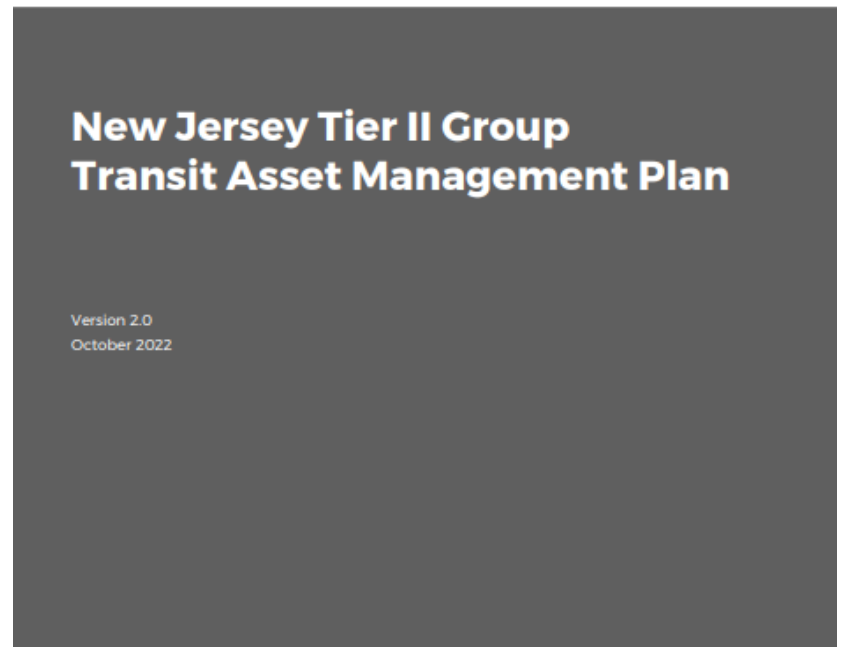 New Jersey Tier II Group
Transit Asset Management Plan
Version 2.0
October 2022